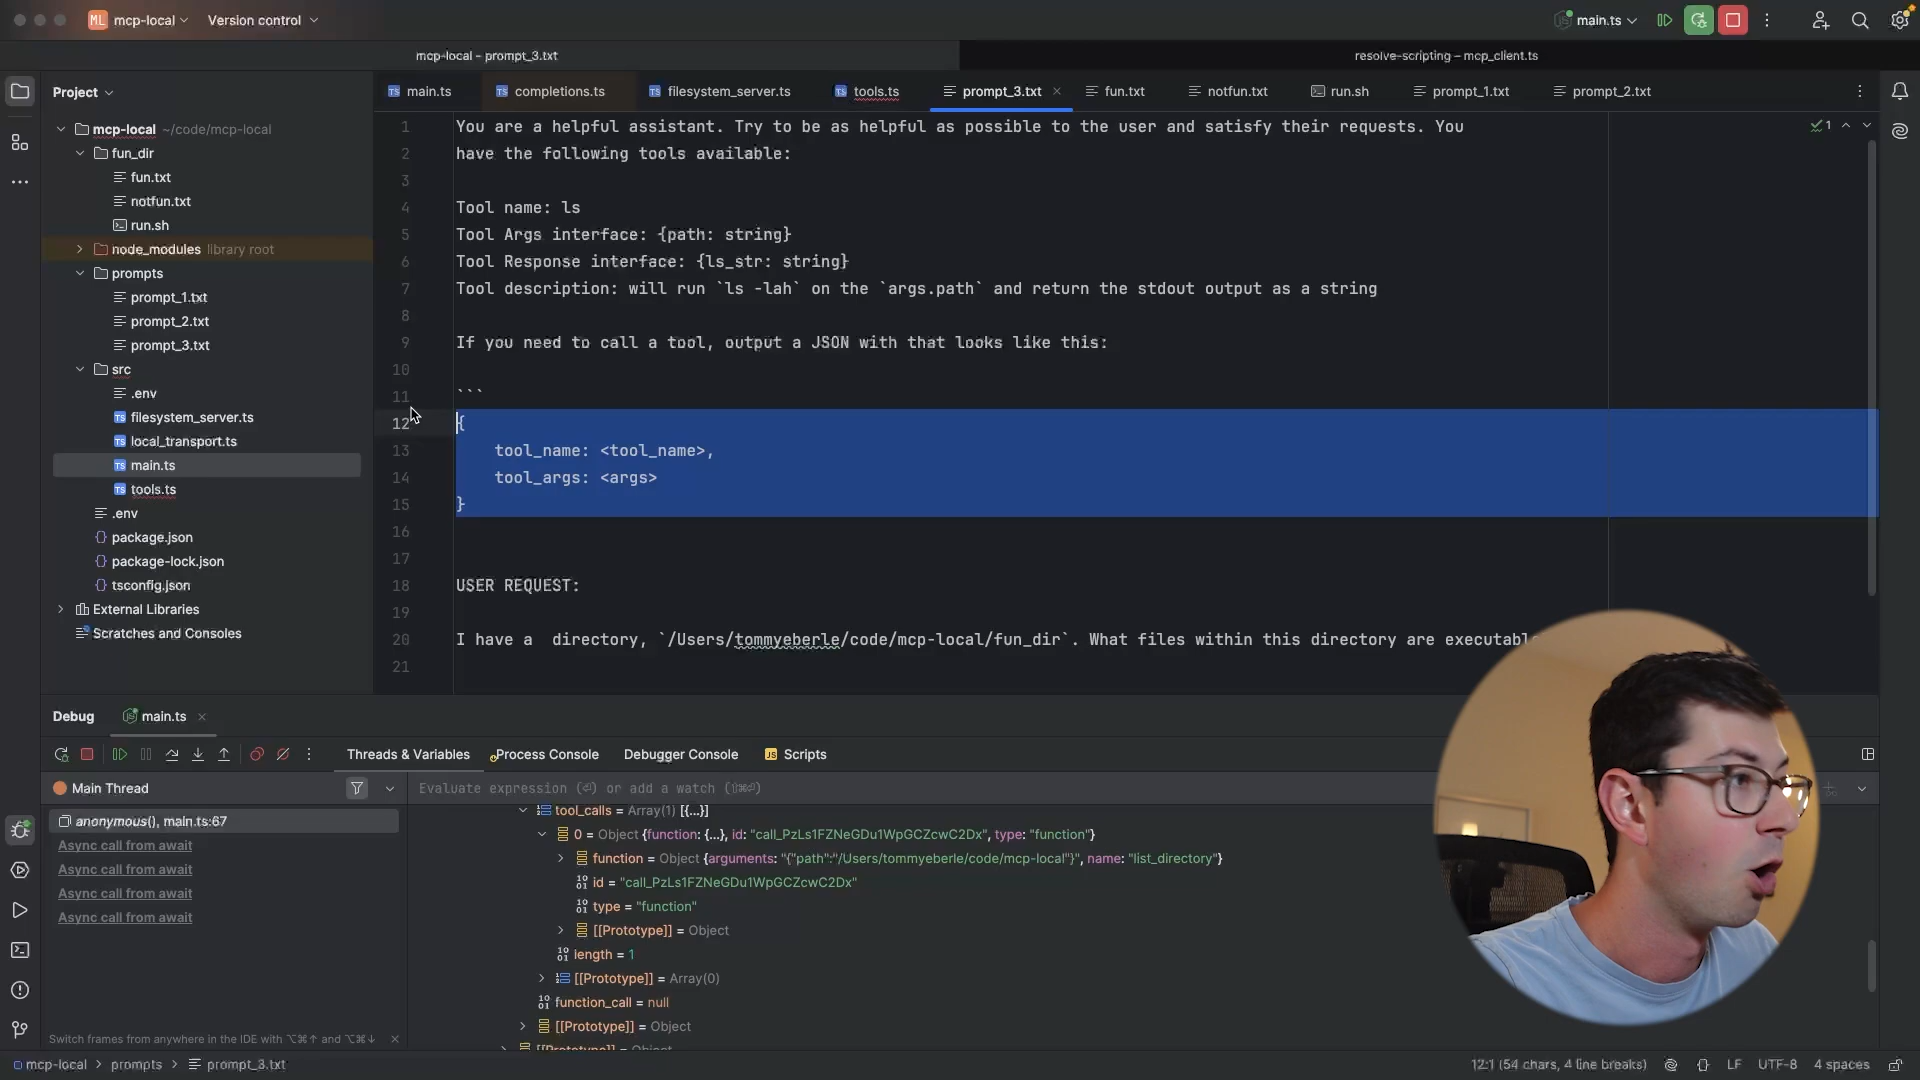 ML mcp-local Version control main.ts
mcp-local – prompt_3.txt resolve-scripting – mcp_client.ts
Project
main.ts completions.ts filesystem_server.ts tools.ts prompt_3.txt fun.txt notfun.txt run.sh prompt_1.txt prompt_2.txt
mcp-local ~/code/mcp-local
fun_dir
fun.txt
notfun.txt
run.sh
node_modules library root
prompts
prompt_1.txt
prompt_2.txt
prompt_3.txt
src
.env
filesystem_server.ts
local_transport.ts
main.ts
tools.ts
.env
package.json
package-lock.json
tsconfig.json
External Libraries
Scratches and Consoles
1 You are a helpful assistant. Try to be as helpful as possible to the user and satisfy their requests. You
2 have the following tools available:
3
4 Tool name: ls
5 Tool Args interface: {path: string}
6 Tool Response interface: {ls_str: string}
7 Tool description: will run `ls -lah` on the `args.path` and return the stdout output as a string
8
9 If you need to call a tool, output a JSON with that looks like this:
10
11 ```
12 {
13 tool_name: <tool_name>,
14 tool_args: <args>
15 }
16
17
18 USER REQUEST:
19
20 I have a  directory, `/Users/tommyeberle/code/mcp-local/fun_dir`. What files within this directory are
21
1
Debug main.ts
Threads & Variables Process Console Debugger Console JS Scripts
Main Thread
Evaluate expression (⏎) or add a watch (⇧⌘⏎)
anonymous(), main.ts:67
Async call from await
Async call from await
Async call from await
Async call from await
tool_calls = Array(1) [{...}]
0 = Object {function: {...}, id: "call_PzLs1FZNeGDu1WpGCZcwC2Dx", type: "function"}
function = Object {arguments: "{"path":"/Users/tommyeberle/code/mcp-local"}", name: "list_directory"}
id = "call_PzLs1FZNeGDu1WpGCZcwC2Dx"
type = "function"
[[Prototype]] = Object
length = 1
[[Prototype]] = Array(0)
function_call = null
[[Prototype]] = Object
[[Prototype]] = Object
Switch frames from anywhere in the IDE with ⌥⌘↑ and ⌥⌘↓
mcp-local > prompts > prompt_3.txt 12:1 (54 chars, 4 line breaks) LF UTF-8 4 spaces